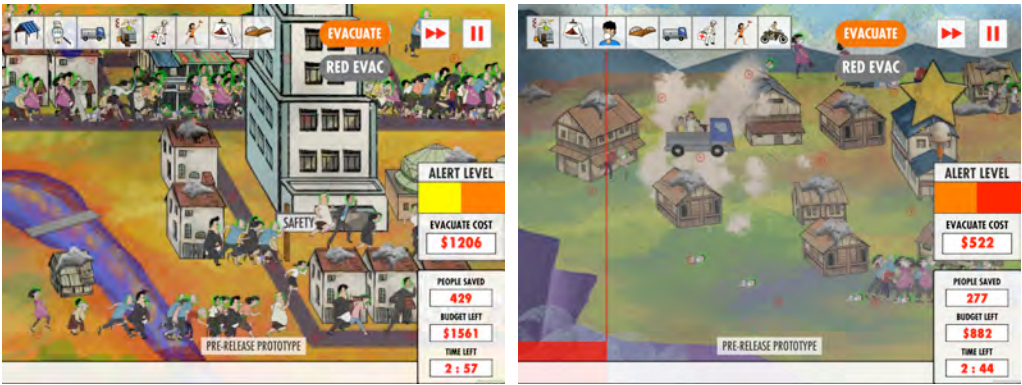 EVACUATE
RED EVAC
ALERT LEVEL
EVACUATE COST
$1206
SAFETY
PEOPLE SAVED
429
BUDGET LEFT
$1561
TIME LEFT
2 : 57
PRE-RELEASE PROTOTYPE
EVACUATE
RED EVAC
ALERT LEVEL
EVACUATE COST
$522
PEOPLE SAVED
277
BUDGET LEFT
$882
TIME LEFT
2 : 44
PRE-RELEASE PROTOTYPE